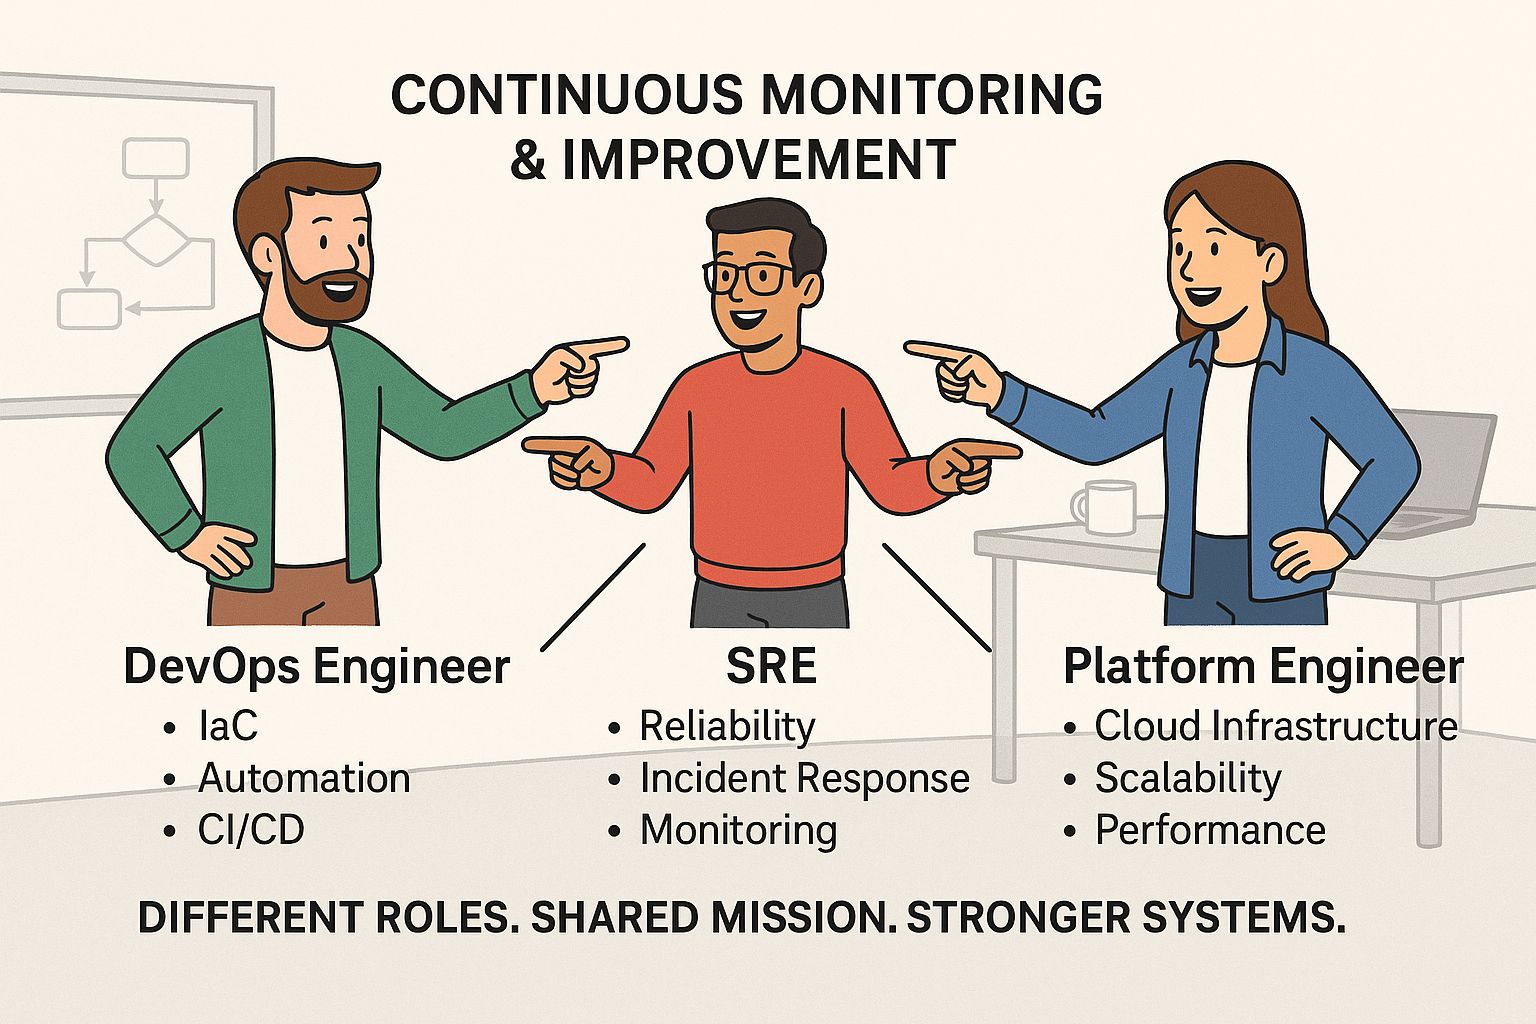 CONTINUOUS MONITORING
& IMPROVEMENT
DevOps Engineer
• IaC
• Automation
• CI/CD
SRE
• Reliability
• Incident Response
• Monitoring
Platform Engineer
• Cloud Infrastructure
• Scalability
• Performance
DIFFERENT ROLES. SHARED MISSION. STRONGER SYSTEMS.